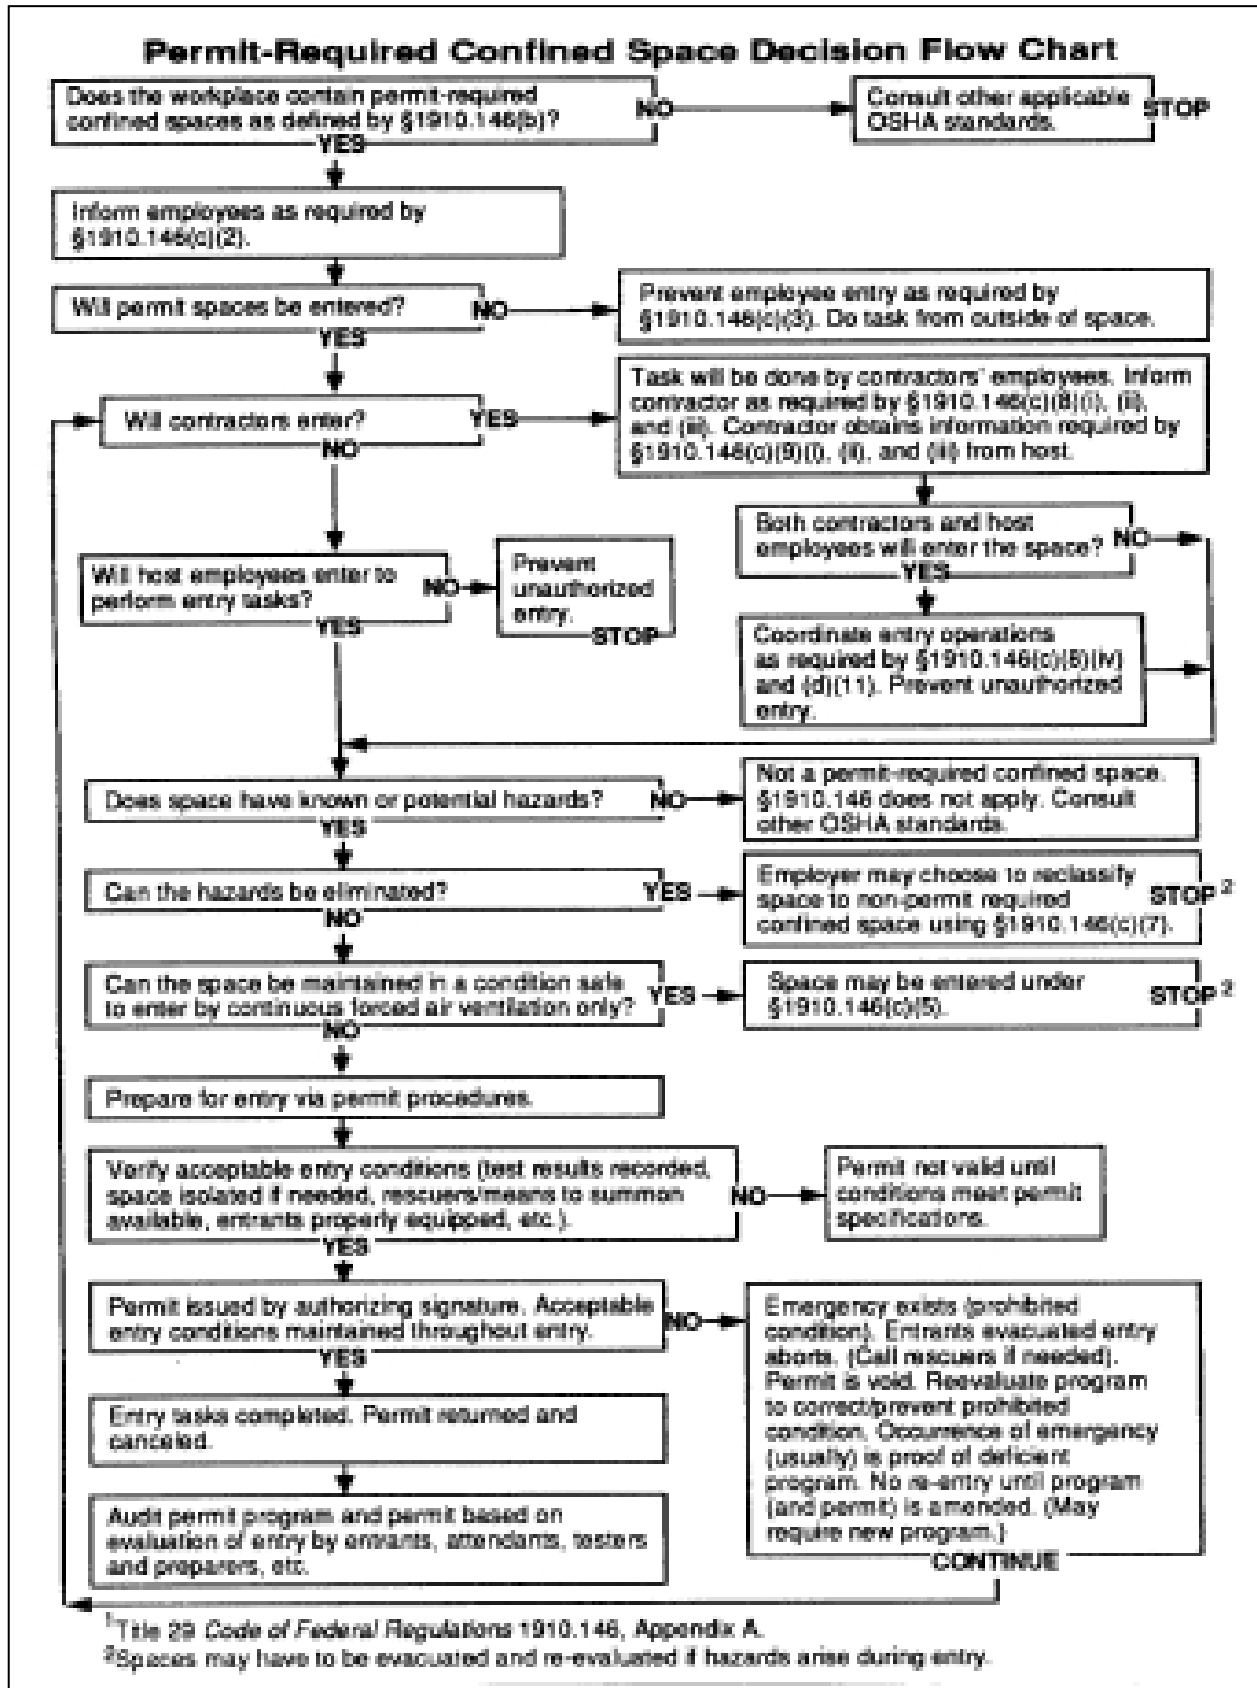 Permit-Required Confined Space Decision Flow Chart
Does the workplace contain permit-required
confined spaces as defined by §1910.146(b)?
NO
YES
Consult other applicable
OSHA standards.
STOP
Inform employees as required by
§1910.146(c)(2).
Will permit spaces be entered?
NO
YES
Prevent employee entry as required by
§1910.146(c)(3). Do task from outside of space.
Will contractors enter?
YES
NO
Task will be done by contractors' employees. Inform
contractor as required by §1910.146(c)(8)(i), (ii),
and (iii). Contractor obtains information required by
§1910.146(c)(9)(i), (ii), and (iii) from host.
Both contractors and host
employees will enter the space?
NO
YES
Will host employees enter to
perform entry tasks?
NO
YES
Prevent
unauthorized
entry.
STOP
Coordinate entry operations
as required by §1910.146(c)(8)(iv)
and (d)(11). Prevent unauthorized
entry.
Does space have known or potential hazards?
NO
YES
Not a permit-required confined space.
§1910.146 does not apply. Consult
other OSHA standards.
Can the hazards be eliminated?
YES
NO
Employer may choose to reclassify
space to non-permit required
confined space using §1910.146(c)(7).
STOP 2
Can the space be maintained in a condition safe
to enter by continuous forced air ventilation only?
YES
NO
Space may be entered under
§1910.146(c)(5).
STOP 2
Prepare for entry via permit procedures.
Verify acceptable entry conditions (test results recorded,
space isolated if needed, rescuers/means to summon
available, entrants properly equipped, etc.).
NO
YES
Permit not valid until
conditions meet permit
specifications.
Permit issued by authorizing signature. Acceptable
entry conditions maintained throughout entry.
NO
YES
Emergency exists (prohibited
condition). Entrants evacuated entry
aborts. (Call rescuers if needed).
Permit is void. Reevaluate program
to correct/prevent prohibited
condition. Occurrence of emergency
(usually) is proof of deficient
program. No re-entry until program
(and permit) is amended. (May
require new program.)
CONTINUE
Entry tasks completed. Permit returned and
canceled.
Audit permit program and permit based on
evaluation of entry by entrants, attendants, testers
and preparers, etc.
1Title 29 Code of Federal Regulations 1910.146, Appendix A.
2Spaces may have to be evacuated and re-evaluated if hazards arise during entry.